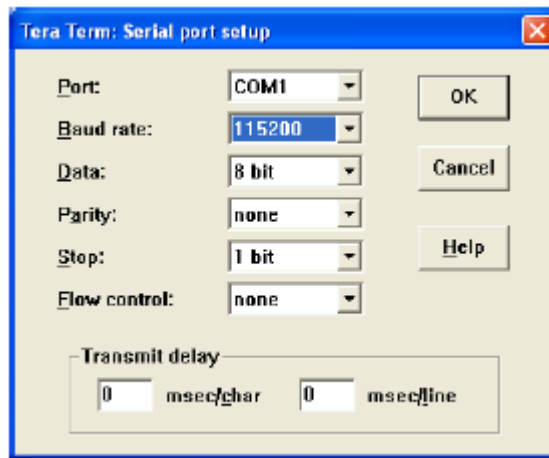 Tera Term: Serial port setup
Port: COM1 OK
Baud rate: 115200
Data: 8 bit Cancel
Parity: none
Stop: 1 bit Help
Flow control: none
Transmit delay
0 msec/char 0 msec/line